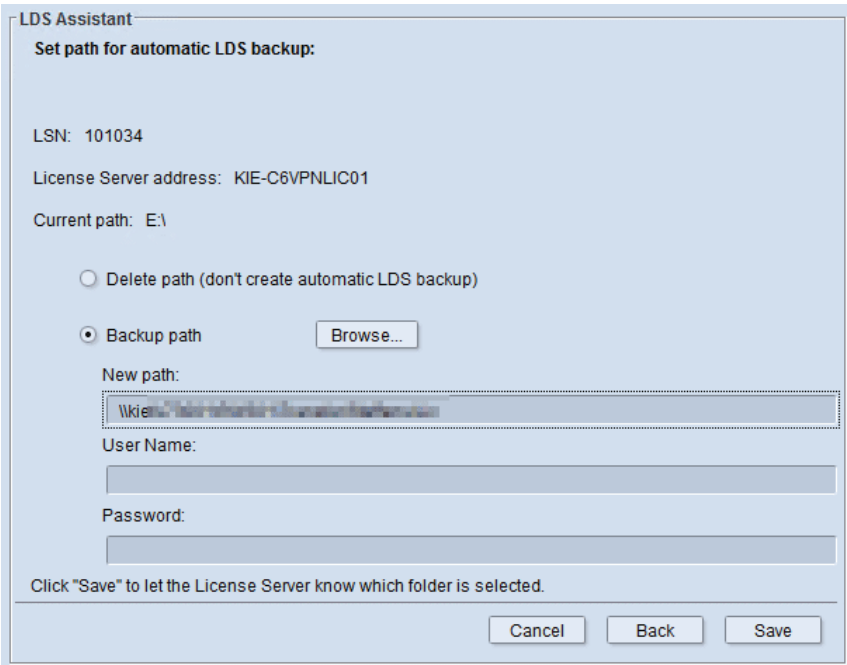 LDS Assistant
Set path for automatic LDS backup:
LSN: 101034
License Server address: KIE-C6VPNLIC01
Current path: E:\
Delete path (don't create automatic LDS backup)
Backup path Browse...
New path:
\\kie
User Name:
Password:
Click "Save" to let the License Server know which folder is selected.
Cancel Back Save